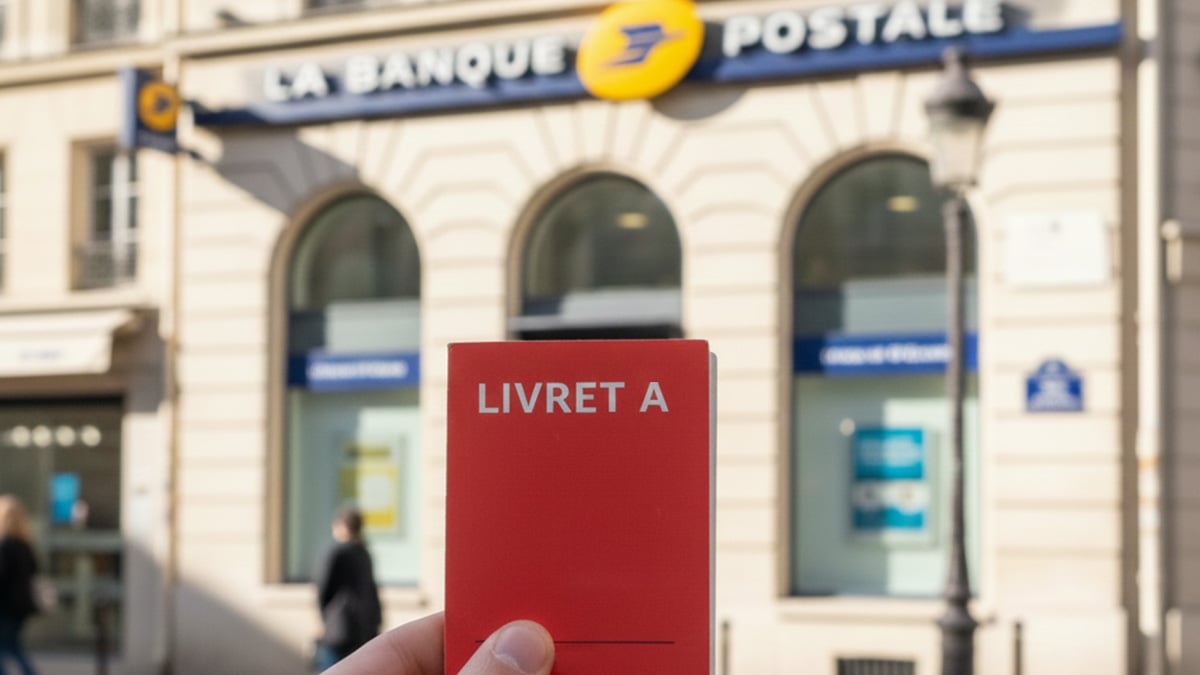 LA BANQUE POSTALE
LIVRET A